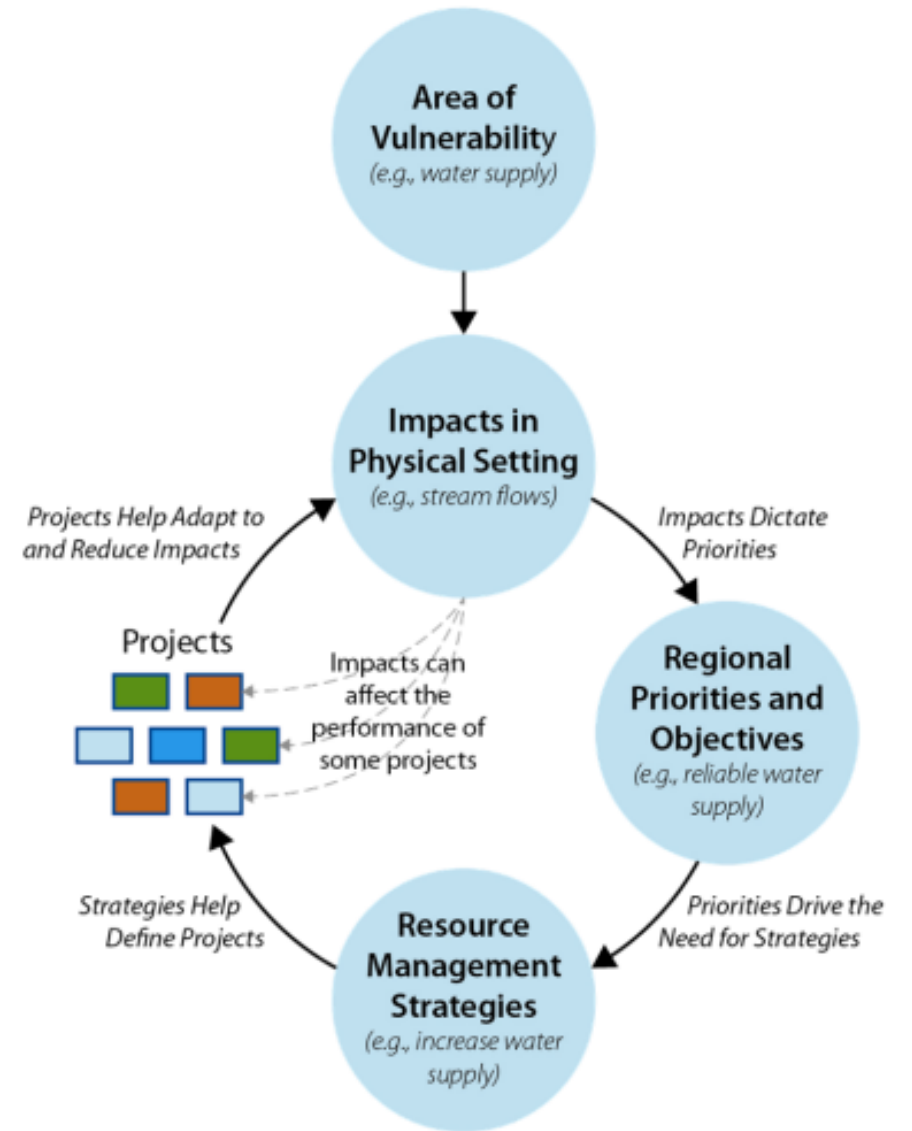 Area of
Vulnerability
(e.g., water supply)
Impacts in
Physical Setting
(e.g., stream flows)
Projects Help Adapt to
and Reduce Impacts
Impacts Dictate
Priorities
Projects
Impacts can
affect the
performance of
some projects
Regional
Priorities and
Objectives
(e.g., reliable water
supply)
Strategies Help
Define Projects
Priorities Drive the
Need for Strategies
Resource
Management
Strategies
(e.g., increase water
supply)